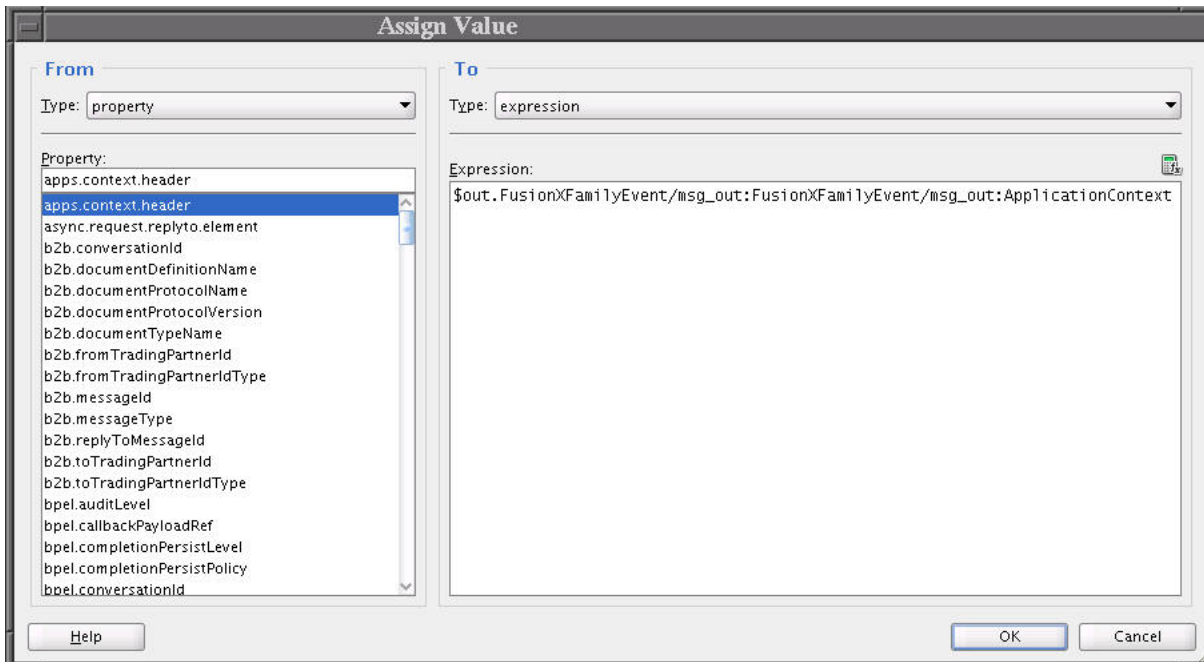 Assign Value
From
Type: property
Property:
apps.context.header
apps.context.header
async.request.replyto.element
b2b.conversationId
b2b.documentDefinitionName
b2b.documentProtocolName
b2b.documentProtocolVersion
b2b.documentTypeName
b2b.fromTradingPartnerId
b2b.fromTradingPartnerIdType
b2b.messageId
b2b.messageType
b2b.replyToMessageId
b2b.toTradingPartnerId
b2b.toTradingPartnerIdType
bpel.auditLevel
bpel.callbackPayloadRef
bpel.completionPersistLevel
bpel.completionPersistPolicy
bpel.conversationId
To
Type: expression
Expression:
$out.FusionXFamilyEvent/msg_out:FusionXFamilyEvent/msg_out:ApplicationContext
Help
OK
Cancel